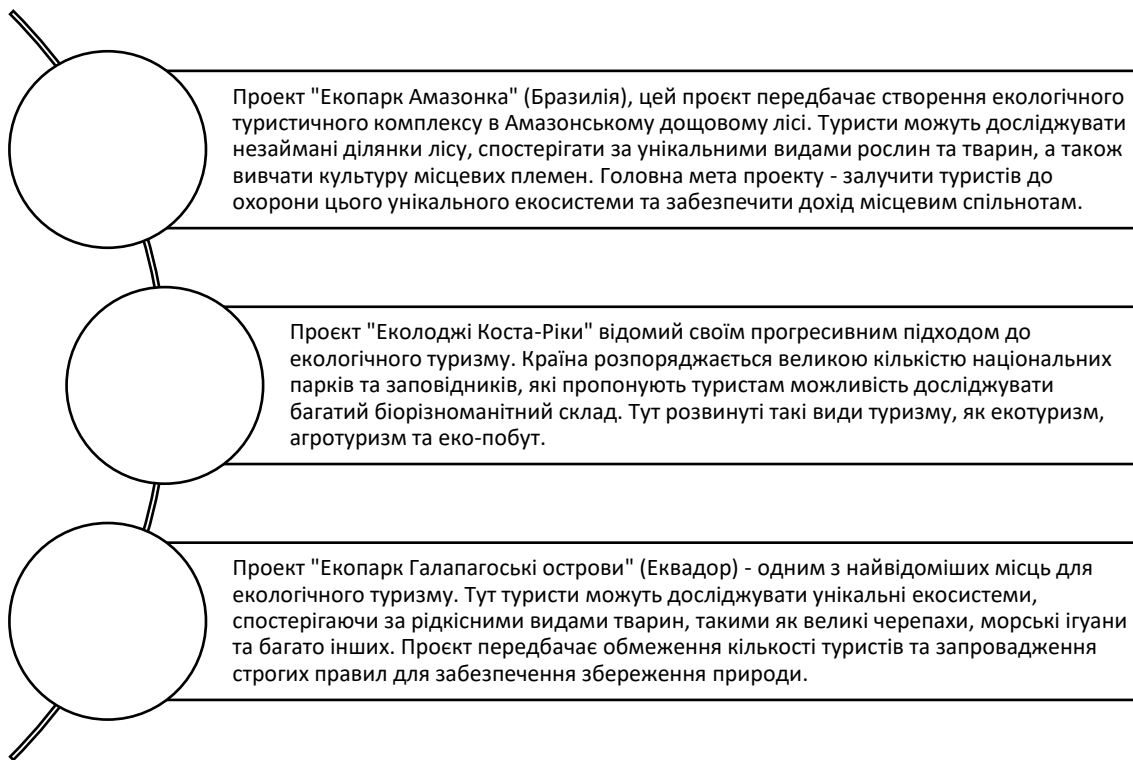 Проект "Екопарк Амазонка" (Бразилія), цей проєкт передбачає створення екологічного
туристичного комплексу в Амазонському дощовому лісі. Туристи можуть досліджувати
незаймані ділянки лісу, спостерігати за унікальними видами рослин та тварин, а також
вивчати культуру місцевих племен. Головна мета проекту - залучити туристів до
охорони цього унікального екосистеми та забезпечити дохід місцевим спільнотам.
Проєкт "Еколоджі Коста-Ріки" відомий своїм прогресивним підходом до
екологічного туризму. Країна розпоряджається великою кількістю національних
парків та заповідників, які пропонують туристам можливість досліджувати
багатий біорізноманітний склад. Тут розвинуті такі види туризму, як екотуризм,
агротуризм та еко-побут.
Проект "Екопарк Галапагоські острови" (Еквадор) - одним з найвідоміших місць для
екологічного туризму. Тут туристи можуть досліджувати унікальні екосистеми,
спостерігаючи за рідкісними видами тварин, такими як великі черепахи, морські ігуани
та багато інших. Проєкт передбачає обмеження кількості туристів та запровадження
строгих правил для забезпечення збереження природи.